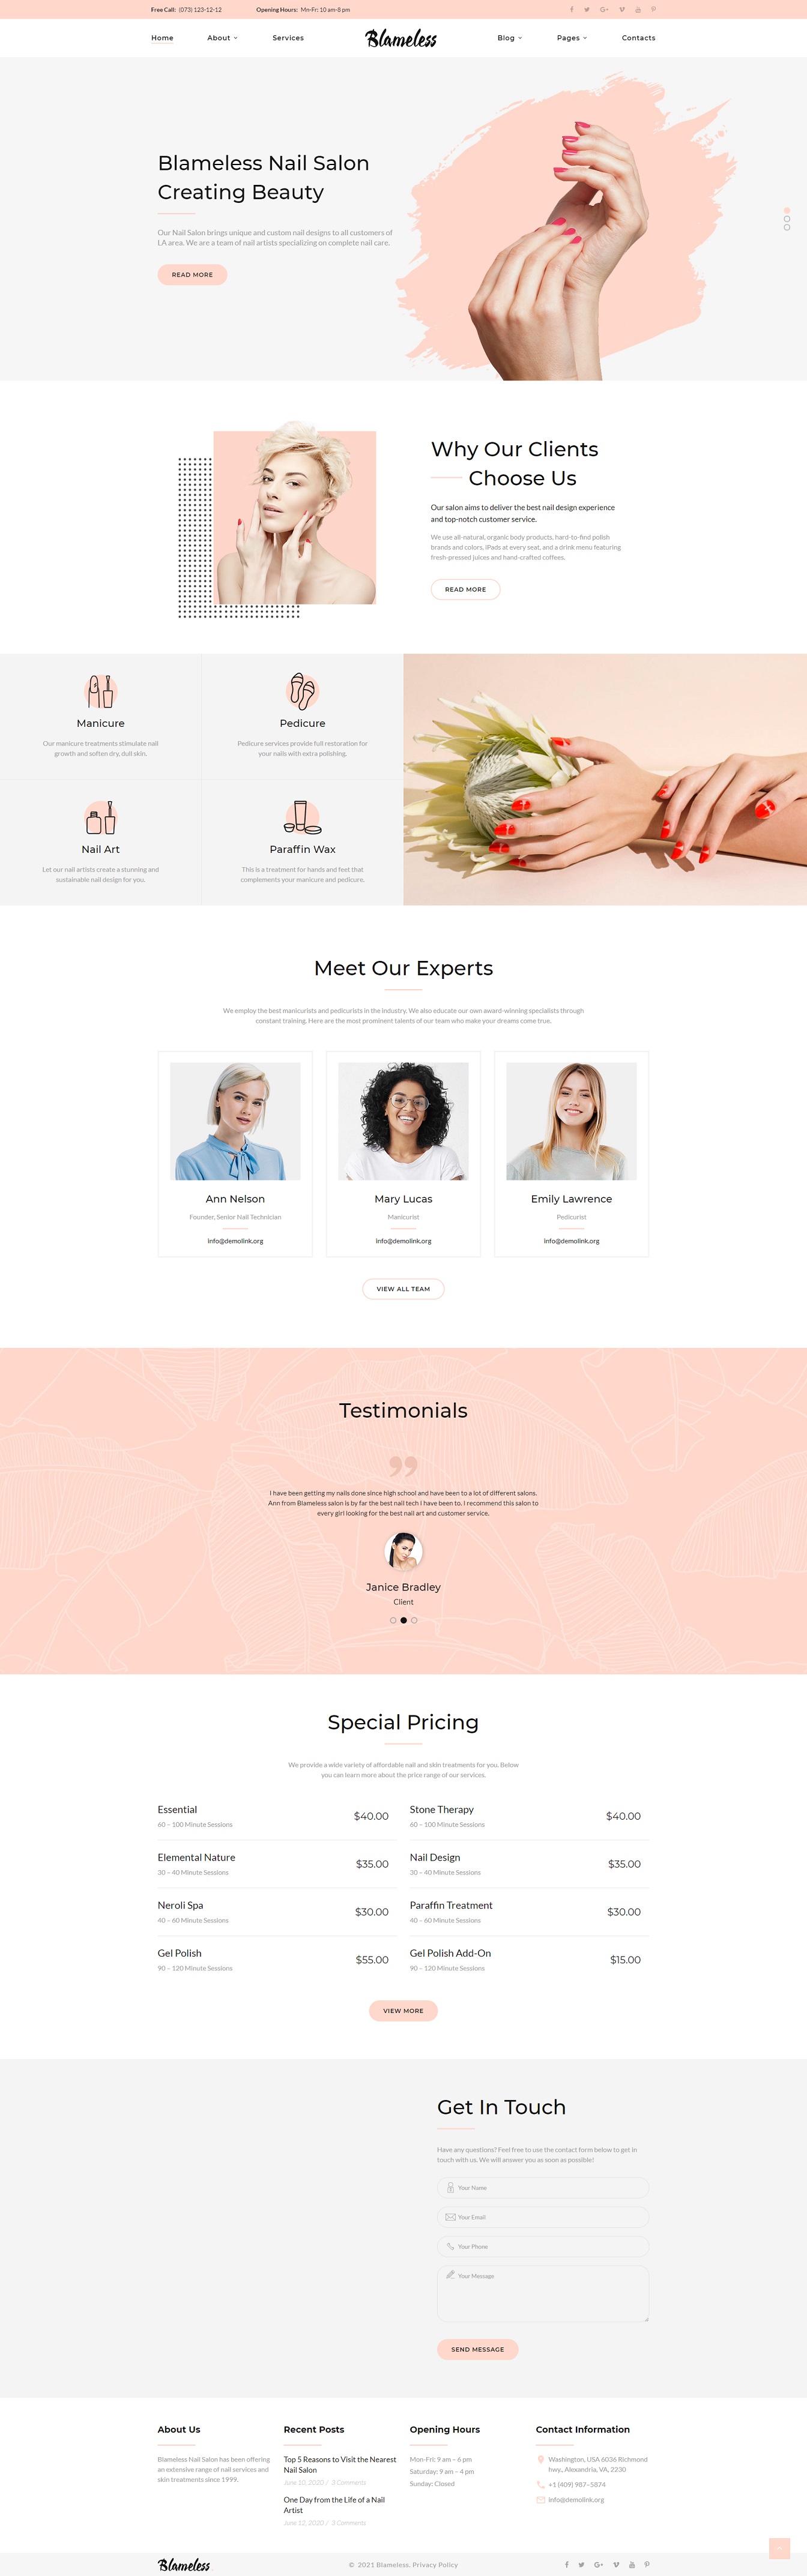 Free Call: (073) 123-12-12
Opening Hours: Mn-Fr: 10 am-8 pm
Home
About
Services
Blameless
Blog
Pages
Contacts
Blameless Nail Salon
Creating Beauty
Our Nail Salon brings unique and custom nail designs to all customers of
LA area. We are a team of nail artists specializing on complete nail care.
READ MORE
Why Our Clients
Choose Us
Our salon aims to deliver the best nail design experience
and top-notch customer service.
We use all-natural, organic body products, hard-to-find polish
brands and colors, iPads at every seat, and a drink menu featuring
fresh-pressed juices and hand-crafted coffees.
READ MORE
Manicure
Our manicure treatments stimulate nail
growth and soften dry, dull skin.
Pedicure
Pedicure services provide full restoration for
your nails with extra polishing.
Nail Art
Let our nail artists create a stunning and
sustainable nail design for you.
Paraffin Wax
This is a treatment for hands and feet that
complements your manicure and pedicure.
Meet Our Experts
We employ the best manicurists and pedicurists in the industry. We also educate our own award-winning specialists through
constant training. Here are the most prominent talents of our team who make your dreams come true.
Ann Nelson
Founder, Senior Nail Technician
info@demolink.org
Mary Lucas
Manicurist
info@demolink.org
Emily Lawrence
Pedicurist
info@demolink.org
VIEW ALL TEAM
Testimonials
I have been getting my nails done since high school and have been to a lot of different salons.
Ann from Blameless salon is by far the best nail tech I have been to. I recommend this salon to
every girl looking for the best nail art and customer service.
Janice Bradley
Client
Special Pricing
We provide a wide variety of affordable nail and skin treatments for you. Below
you can learn more about the price range of our services.
Essential
60 – 100 Minute Sessions
$40.00
Stone Therapy
60 – 100 Minute Sessions
$40.00
Elemental Nature
30 – 40 Minute Sessions
$35.00
Nail Design
30 – 40 Minute Sessions
$35.00
Neroli Spa
40 – 60 Minute Sessions
$30.00
Paraffin Treatment
40 – 60 Minute Sessions
$30.00
Gel Polish
90 – 120 Minute Sessions
$55.00
Gel Polish Add-On
90 – 120 Minute Sessions
$15.00
VIEW MORE
Get In Touch
Have any questions? Feel free to use the contact form below to get in
touch with us. We will answer you as soon as possible!
Your Name
Your Email
Your Phone
Your Message
SEND MESSAGE
About Us
Blameless Nail Salon has been offering
an extensive range of nail services and
skin treatments since 1999.
Recent Posts
Top 5 Reasons to Visit the Nearest
Nail Salon
June 10, 2020 / 3 Comments
One Day from the Life of a Nail
Artist
June 12, 2020 / 3 Comments
Opening Hours
Mon-Fri: 9 am – 6 pm
Saturday: 9 am – 4 pm
Sunday: Closed
Contact Information
Washington, USA 6036 Richmond
hwy., Alexandria, VA, 2230
+1 (409) 987–5874
info@demolink.org
Blameless
© 2021 Blameless. Privacy Policy